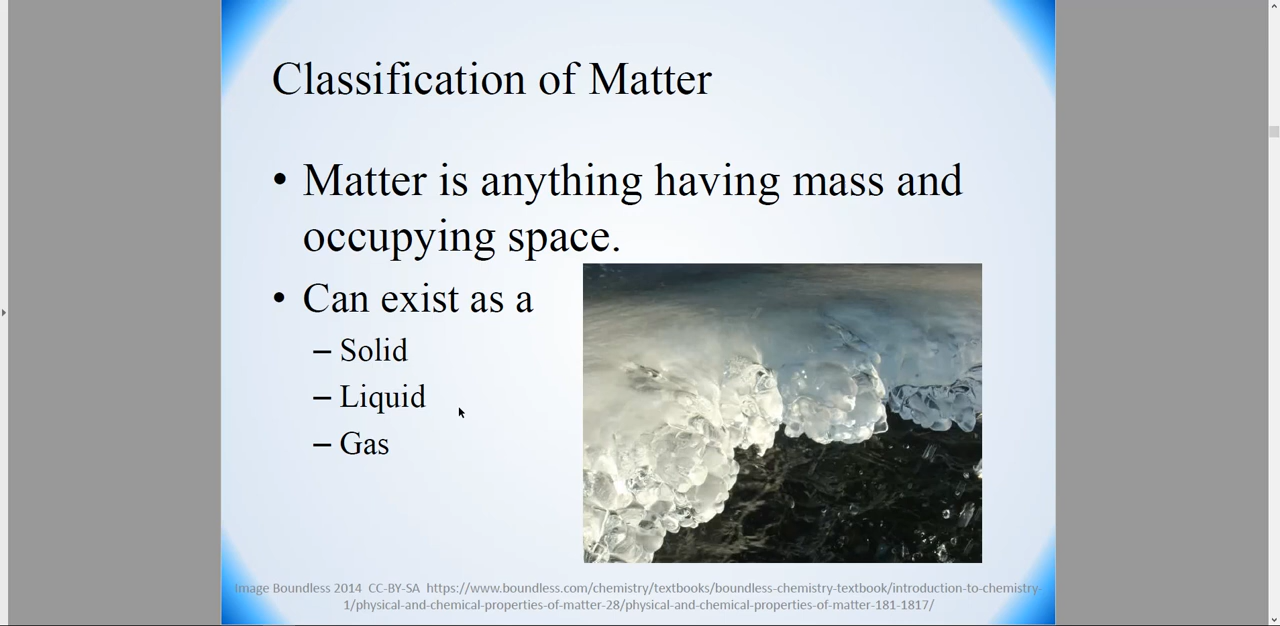 Classification of Matter
• Matter is anything having mass and
occupying space.
• Can exist as a
– Solid
– Liquid
– Gas
Image Boundless 2014 CC-BY-SA https://www.boundless.com/chemistry/textbooks/boundless-chemistry-textbook/introduction-to-chemistry-
1/physical-and-chemical-properties-of-matter-28/physical-and-chemical-properties-of-matter-181-1817/